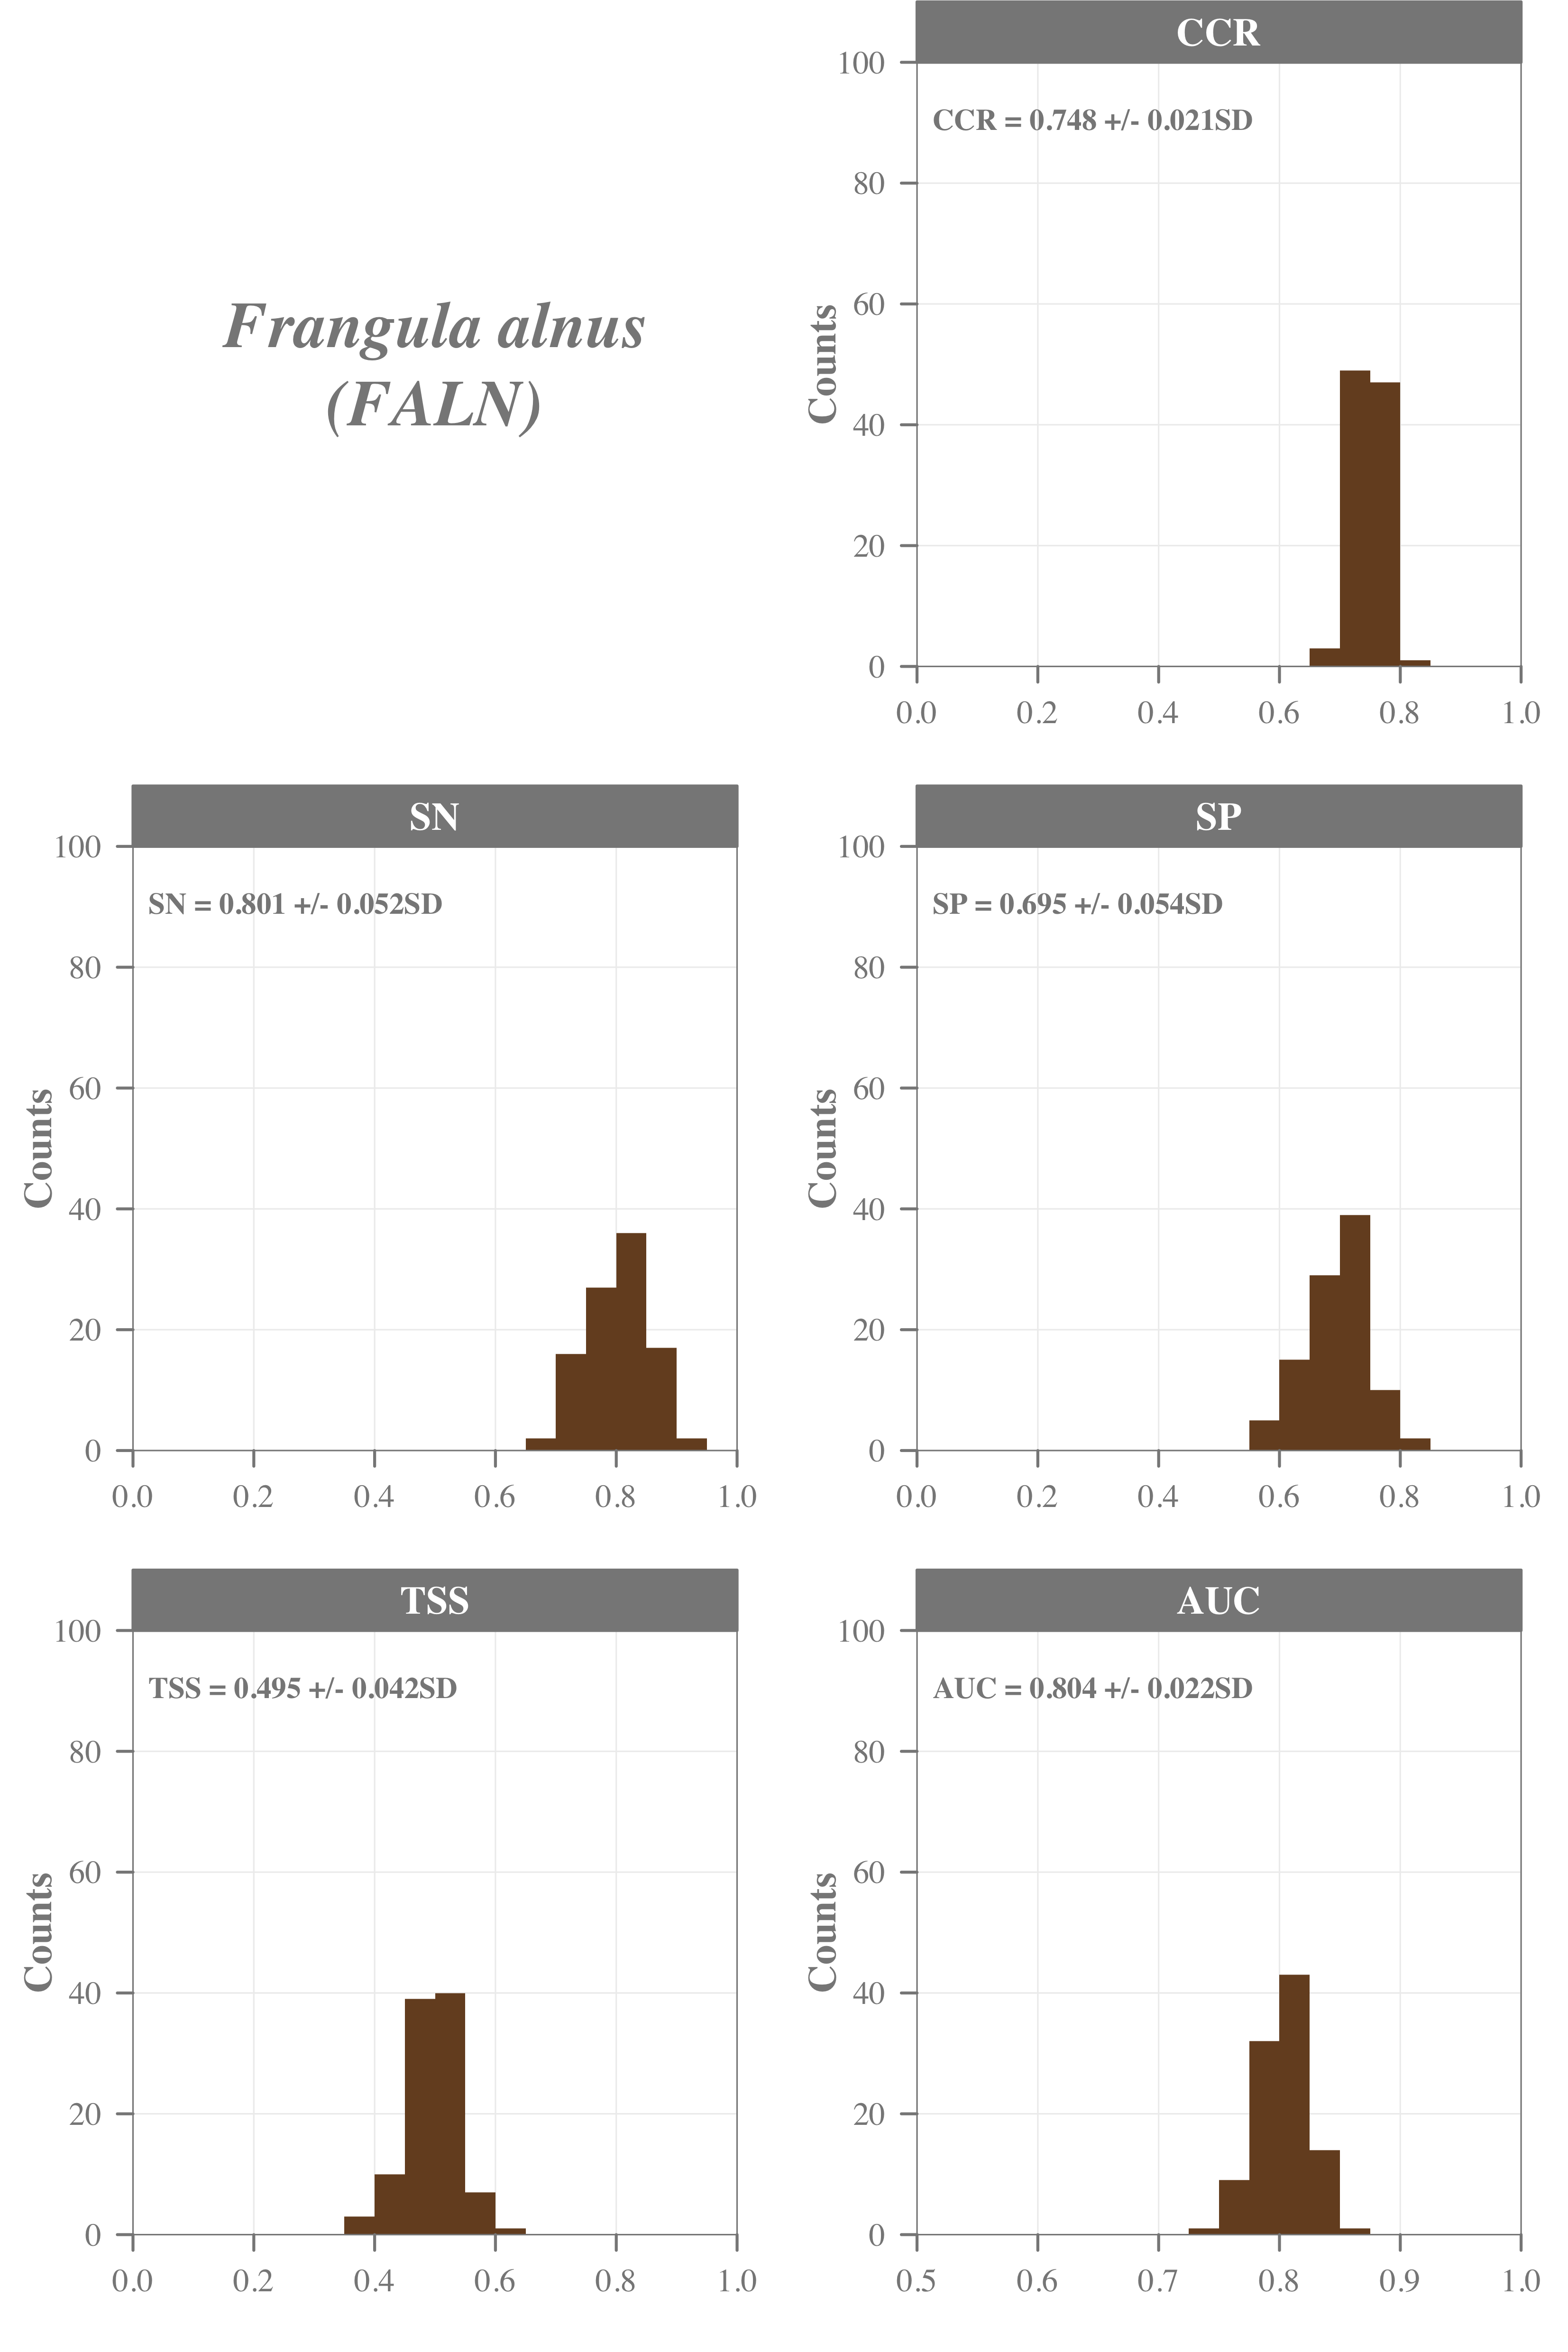 Frangula alnus
(FALN)
CCR
CCR = 0.748 +/- 0.021SD
Counts
100
80
60
40
20
0
0.0 0.2 0.4 0.6 0.8 1.0
SN
SN = 0.801 +/- 0.052SD
Counts
100
80
60
40
20
0
0.0 0.2 0.4 0.6 0.8 1.0
SP
SP = 0.695 +/- 0.054SD
Counts
100
80
60
40
20
0
0.0 0.2 0.4 0.6 0.8 1.0
TSS
TSS = 0.495 +/- 0.042SD
Counts
100
80
60
40
20
0
0.0 0.2 0.4 0.6 0.8 1.0
AUC
AUC = 0.804 +/- 0.022SD
Counts
100
80
60
40
20
0
0.5 0.6 0.7 0.8 0.9 1.0